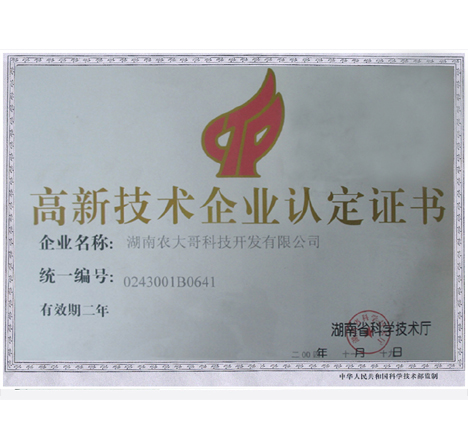 高新技术企业认定证书
企业名称: 湖南农大哥科技开发有限公司
统一编号: 0243001B0641
有效期二年
湖南省科学技术厅
年 十月 日
中华人民共和国科学技术部监制